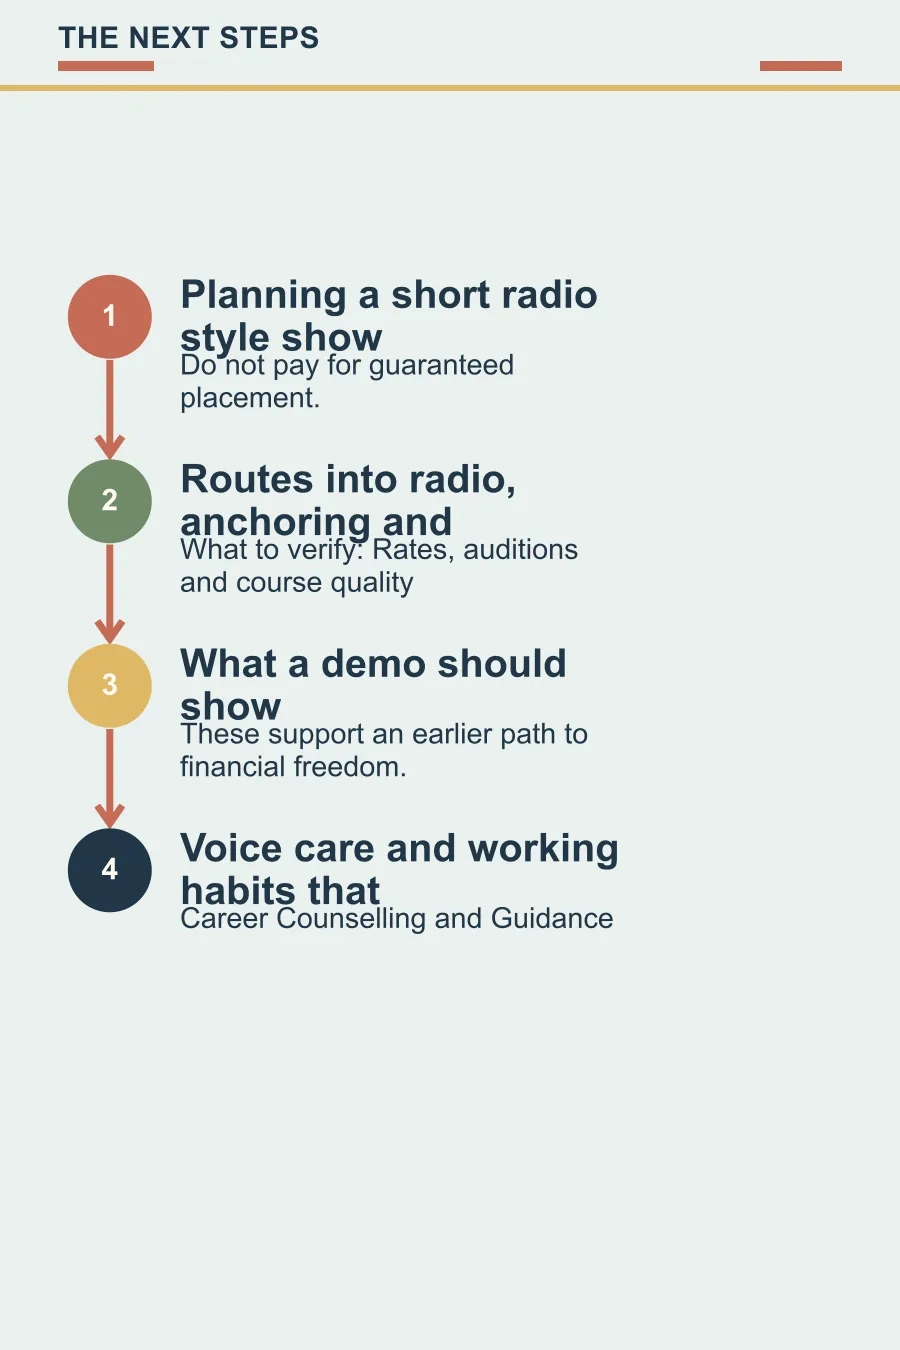 THE NEXT STEPS
1
Planning a short radio
style show
Do not pay for guaranteed
placement.
2
Routes into radio,
anchoring and
What to verify: Rates, auditions
and course quality
3
What a demo should
show
These support an earlier path to
financial freedom.
4
Voice care and working
habits that
Career Counselling and Guidance